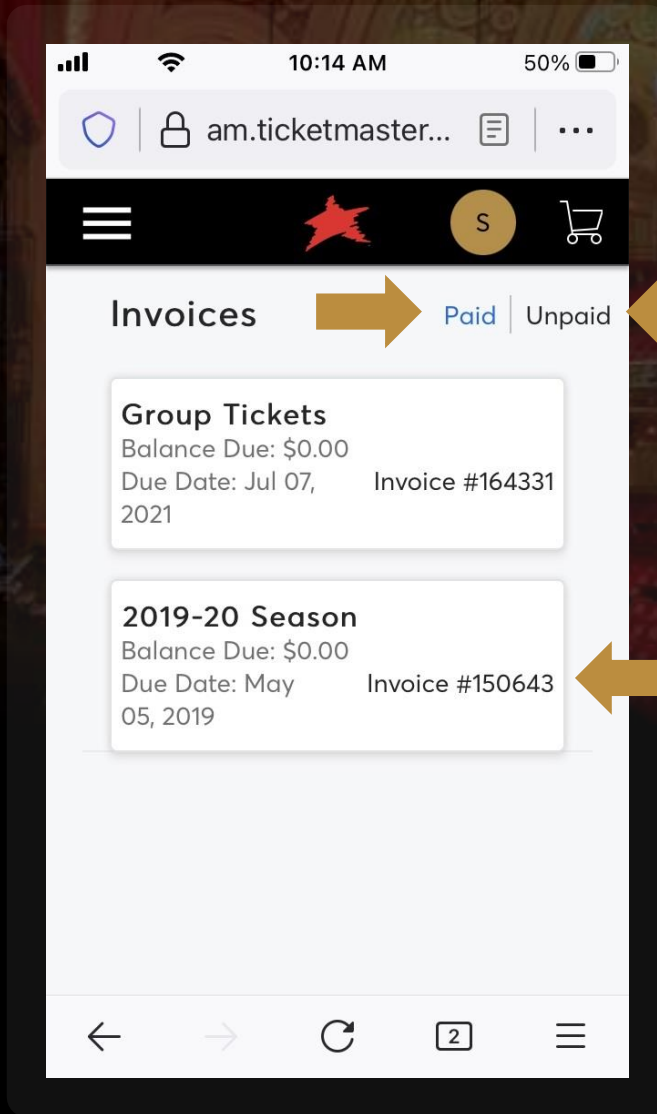 10:14 AM 50%
am.ticketmaster...
S
Invoices Paid Unpaid
Group Tickets
Balance Due: $0.00
Due Date: Jul 07, Invoice #164331
2021
2019-20 Season
Balance Due: $0.00
Due Date: May Invoice #150643
05, 2019
2